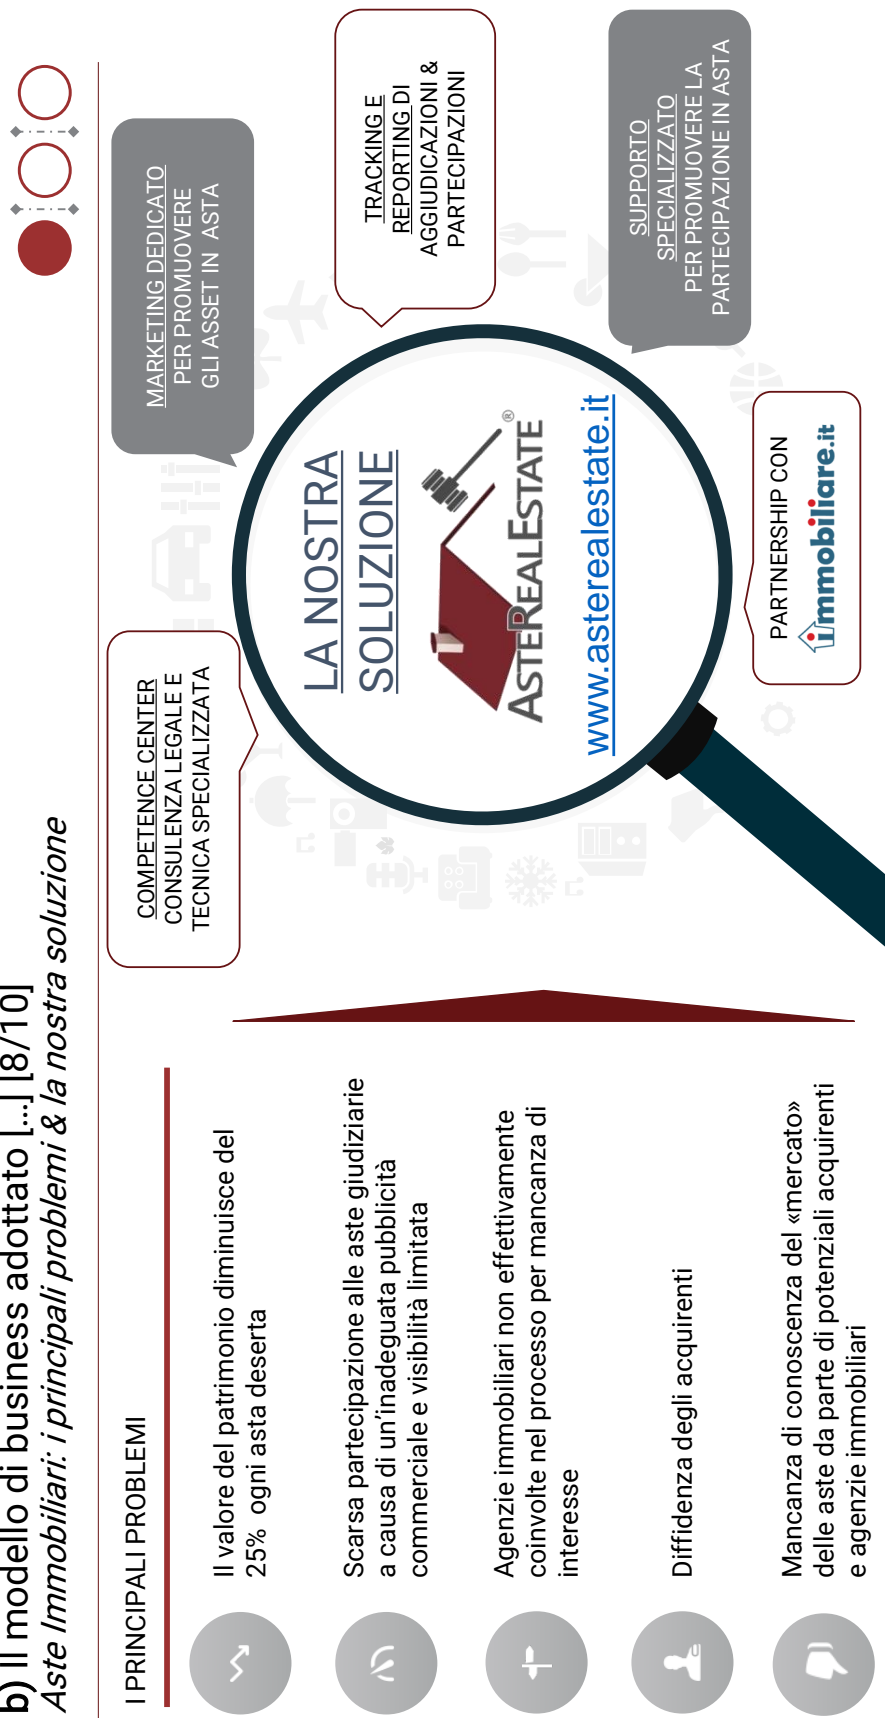 b) Il modello di business adottato [...] [8/10]
Aste Immobiliari: i principali problemi & la nostra soluzione
I PRINCIPALI PROBLEMI
Il valore del patrimonio diminuisce del
25% ogni asta deserta
Scarsa partecipazione alle aste giudiziarie
a causa di un'inadeguata pubblicità
commerciale e visibilità limitata
Agenzie immobiliari non effettivamente
coinvolte nel processo per mancanza di
interesse
Diffidenza degli acquirenti
Mancanza di conoscenza del «mercato»
delle aste da parte di potenziali acquirenti
e agenzie immobiliari
COMPETENCE CENTER
CONSULENZA LEGALE E
TECNICA SPECIALIZZATA
MARKETING DEDICATO
PER PROMUOVERE
GLI ASSET IN ASTA
TRACKING E
REPORTING DI
AGGIUDICAZIONI &
PARTECIPAZIONI
SUPPORTO
SPECIALIZZATO
PER PROMUOVERE LA
PARTECIPAZIONE IN ASTA
LA NOSTRA
SOLUZIONE
ASTEREALESTATE®
www.asterealestate.it
PARTNERSHIP CON
immobiliare.it